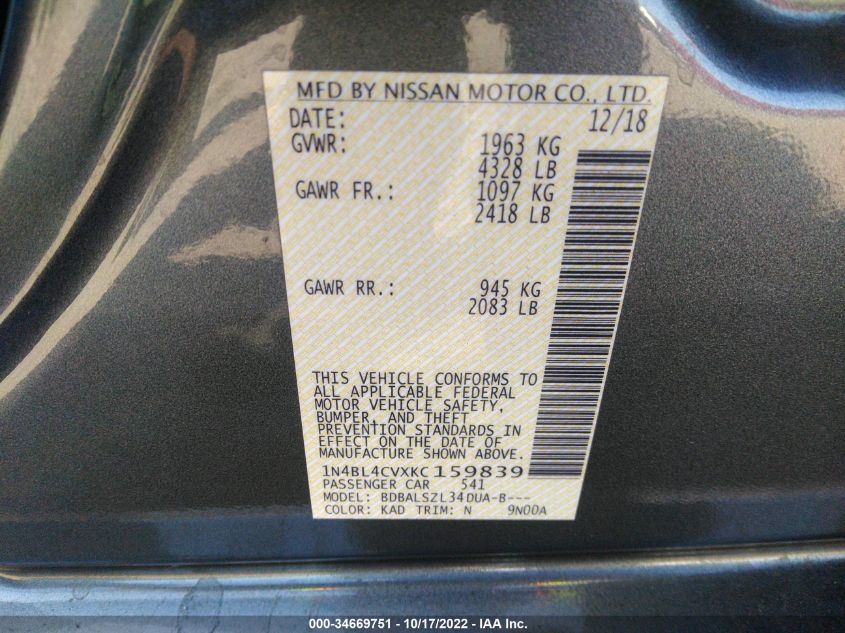 MFD BY NISSAN MOTOR CO., LTD.
DATE: 12/18
GVWR: 1963 KG
4328 LB
GAWR FR.: 1097 KG
2418 LB
GAWR RR.: 945 KG
2083 LB
THIS VEHICLE CONFORMS TO
ALL APPLICABLE FEDERAL
MOTOR VEHICLE SAFETY,
BUMPER, AND THEFT
PREVENTION STANDARDS IN
EFFECT ON THE DATE OF
MANUFACTURE SHOWN ABOVE.
1N4BL4CVXKC159839
PASSENGER CAR 541
MODEL: BDBALSZL34DUA-B---
COLOR: KAD TRIM: N 9N00A
000-34669751 - 10/17/2022 - IAA Inc.